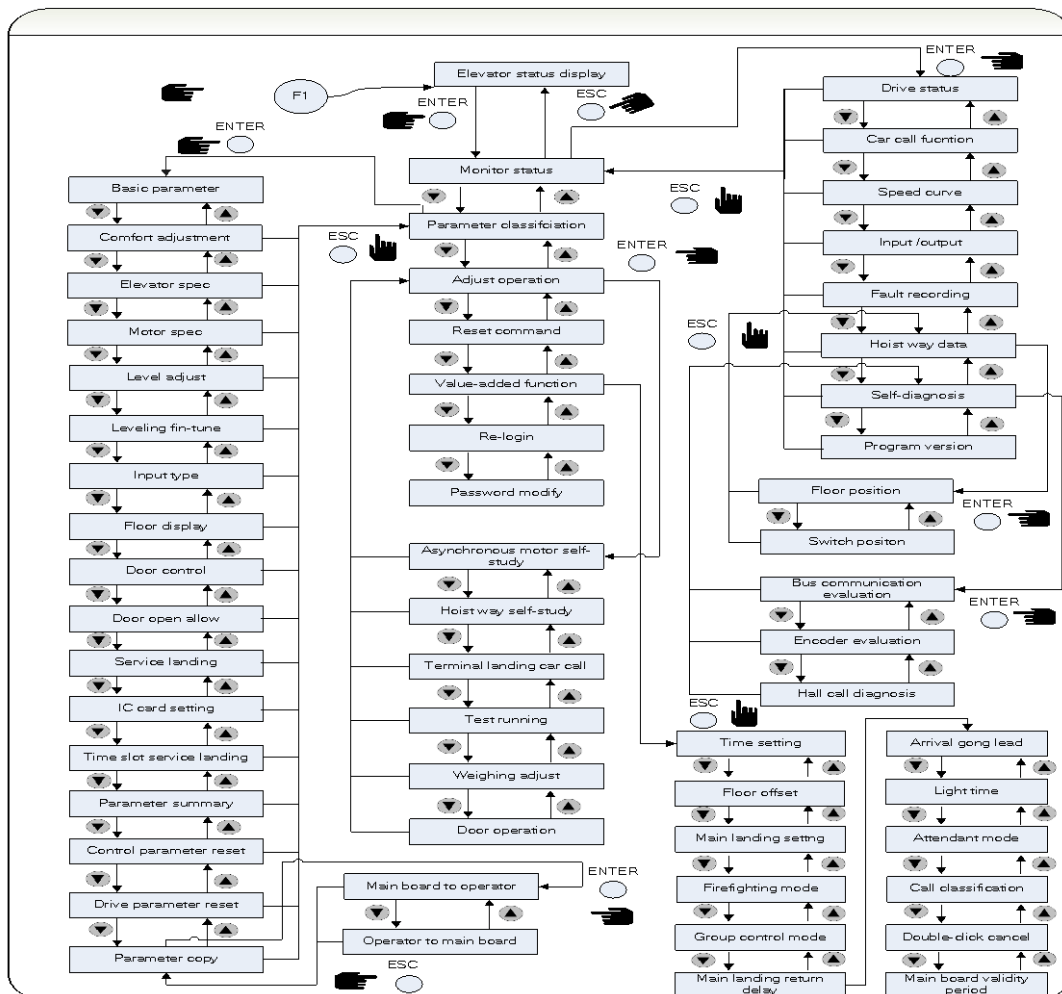 F1
Elevator status display
ENTER
ESC
ENTER
Monitor status
Parameter classifciation
ESC
ENTER
Adjust operation
Reset command
Value-added function
Re-login
Password modify
ENTER
Basic parameter
Comfort adjustment
Elevator spec
Motor spec
Level adjust
Leveling fin-tune
Input type
Floor display
Door control
Door open allow
Service landing
IC card setting
Time slot service landing
Parameter summary
Control parameter reset
Drive parameter reset
Parameter copy
Asynchronous motor self-
study
Hoist way self-study
Terminal landing car call
Test running
Weighing adjust
Door operation
Main board to operator
Operator to main board
ENTER
ESC
ENTER
Drive status
Car call fucntion
Speed curve
Input /output
Fault recording
Hoist way data
Self-diagnosis
Program version
ESC
ESC
Floor position
Switch positon
ENTER
Bus communication
evaluation
Encoder evaluation
Hall call diagnosis
ENTER
ESC
Time setting
Floor offset
Main landing settng
Firefighting mode
Group control mode
Main landing return
delay
Arrival gong lead
Light time
Attendant mode
Call classification
Double-click cancel
Main board validity
period